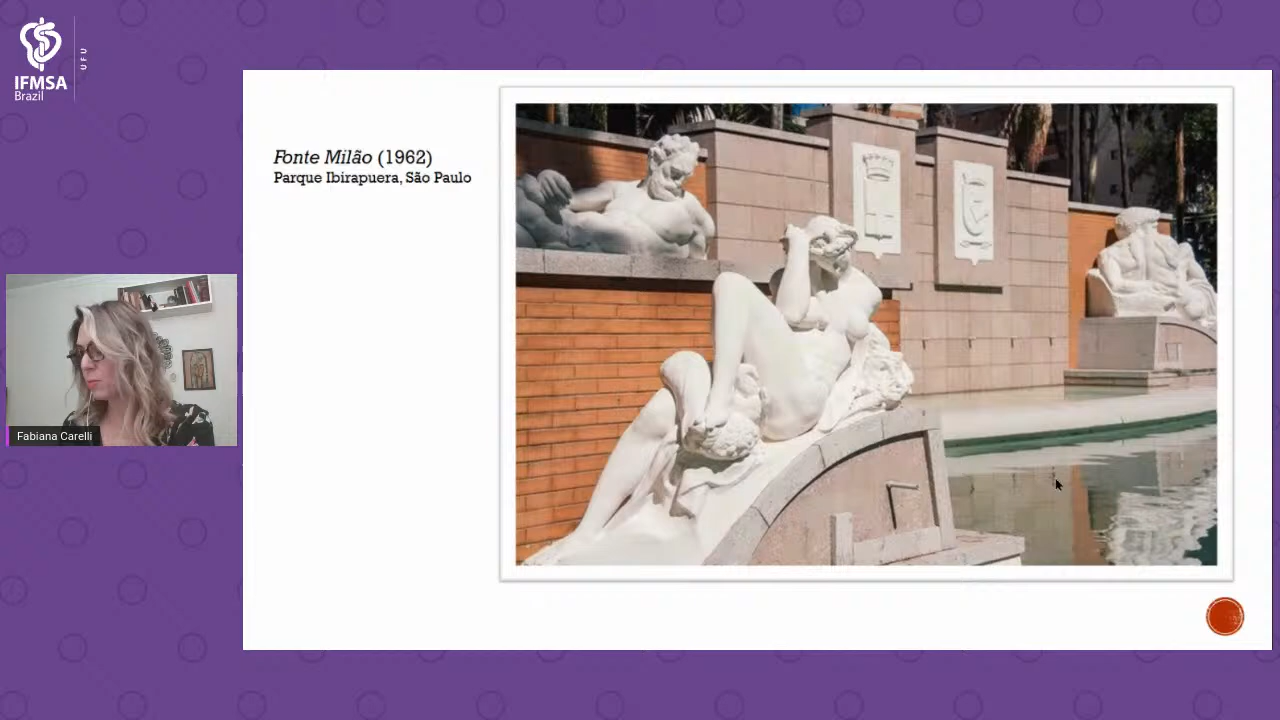 IFMSA
Brazil
UFU
Fonte Milão (1962)
Parque Ibirapuera, São Paulo
Fabiana Carelli